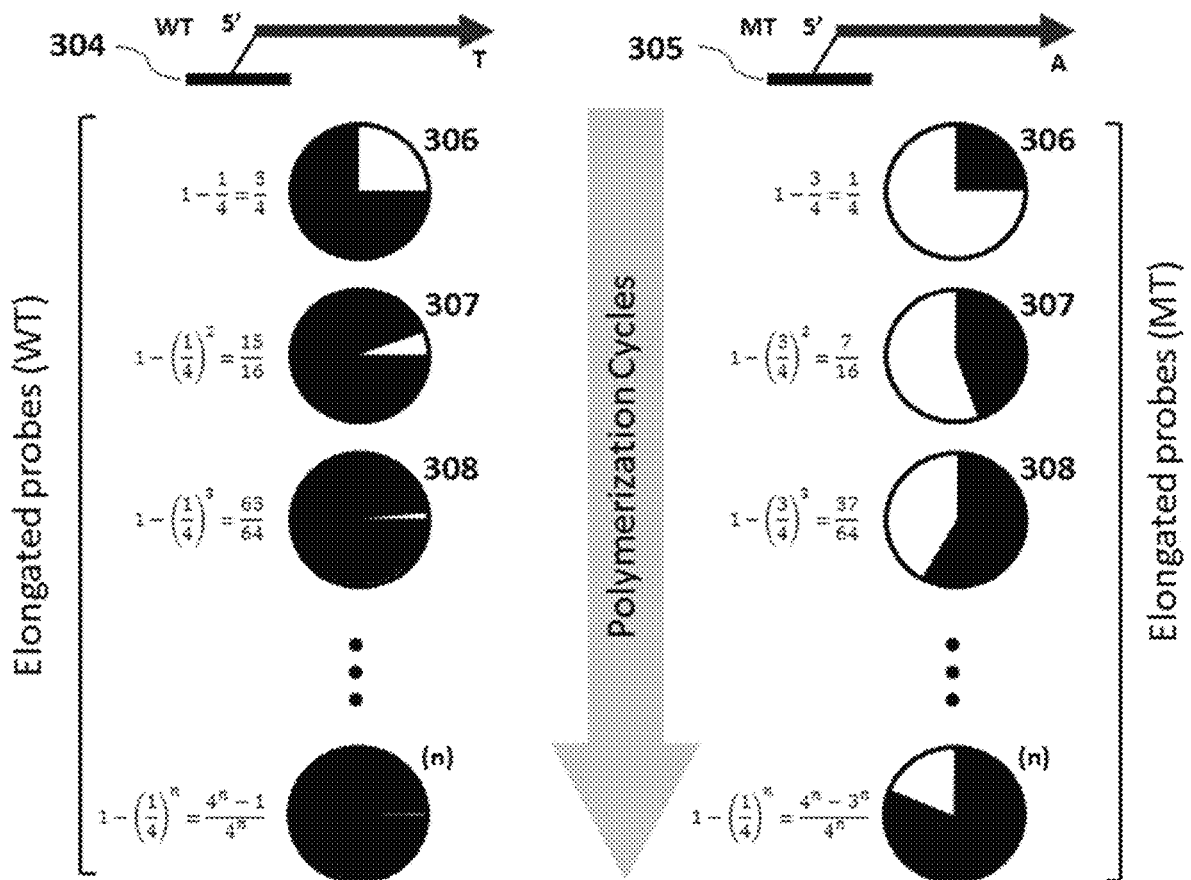 WT 5'
304
T
MT 5'
305
A
Elongated probes (WT)
306
1 - 1/4 = 3/4
307
1 - (1/4)^2 = 15/16
308
1 - (1/4)^3 = 63/64
(n)
1 - (1/4)^n = (4^n - 1)/4^n
Polymerization Cycles
306
1 - 3/4 = 1/4
307
1 - (3/4)^2 = 7/16
308
1 - (3/4)^3 = 37/64
(n)
1 - (1/4)^n = (4^n - 3^n)/4^n
Elongated probes (MT)